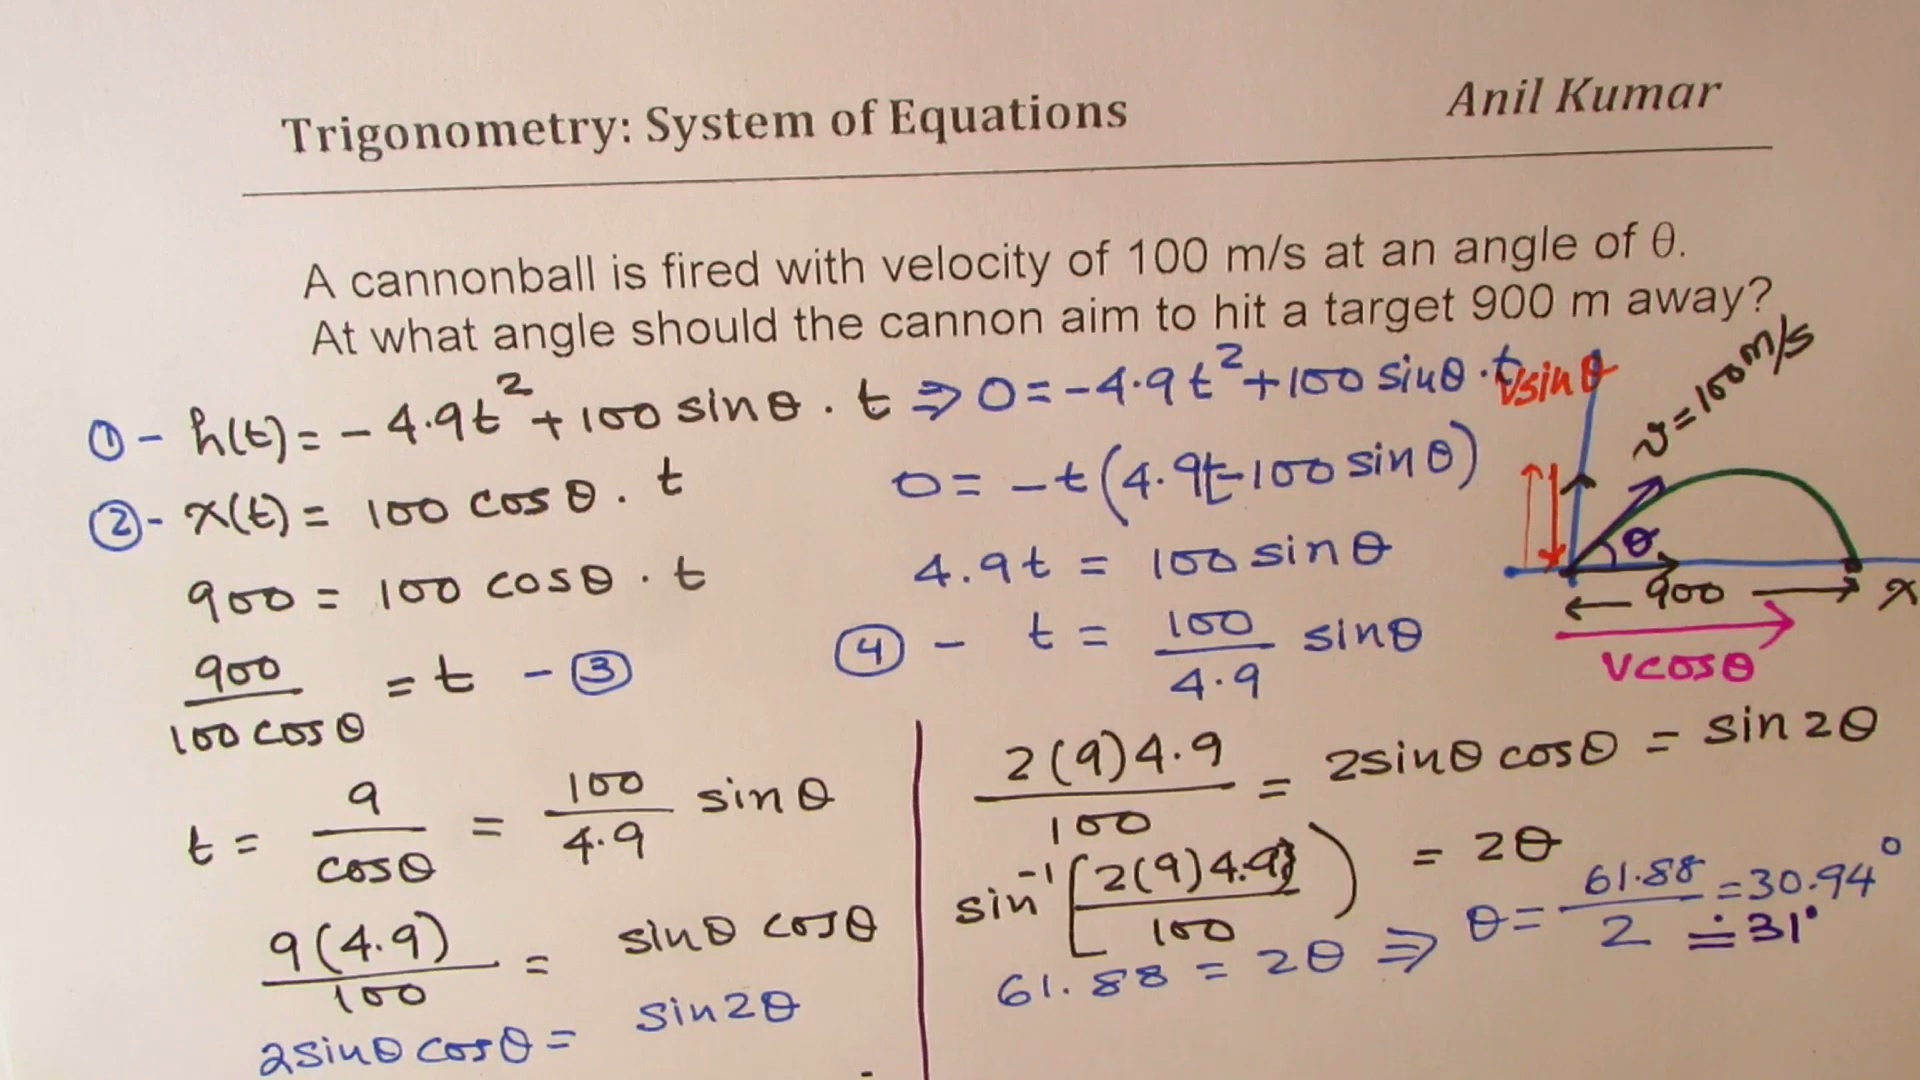 Trigonometry: System of Equations
Anil Kumar
A cannonball is fired with velocity of 100 m/s at an angle of θ.
At what angle should the cannon aim to hit a target 900 m away?
① - h(t) = - 4.9t² + 100 sinθ . t ⇒ 0 = -4.9t² + 100 sinθ . t
② - x(t) = 100 cosθ . t
900 = 100 cosθ . t
900/100 cosθ = t - ③
0 = -t(4.9t-100 sinθ)
4.9t = 100 sinθ
④ - t = 100/4.9 sinθ
vsinθ
v = 100 m/s
θ
← 900 →
x
vcosθ
t = 9/cosθ = 100/4.9 sinθ
9(4.9)/100 = sinθ cosθ
2sinθ cosθ = sin2θ
2(9)4.9/100 = 2sinθ cosθ = sin 2θ
sin⁻¹[2(9)4.9/100) = 2θ
61.88 = 2θ ⇒ θ = 61.88/2 = 30.94°
≐ 31°